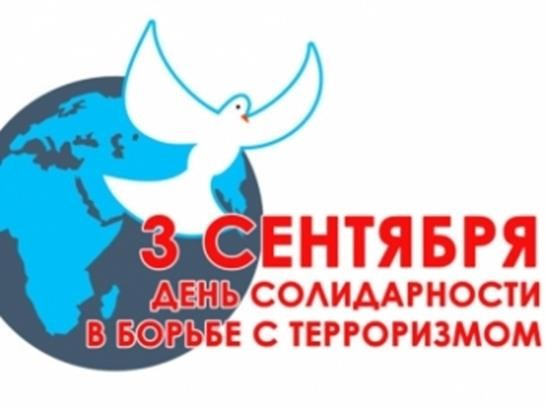 3 СЕНТЯБРЯ
ДЕНЬ СОЛИДАРНОСТИ
В БОРЬБЕ С ТЕРРОРИЗМОМ